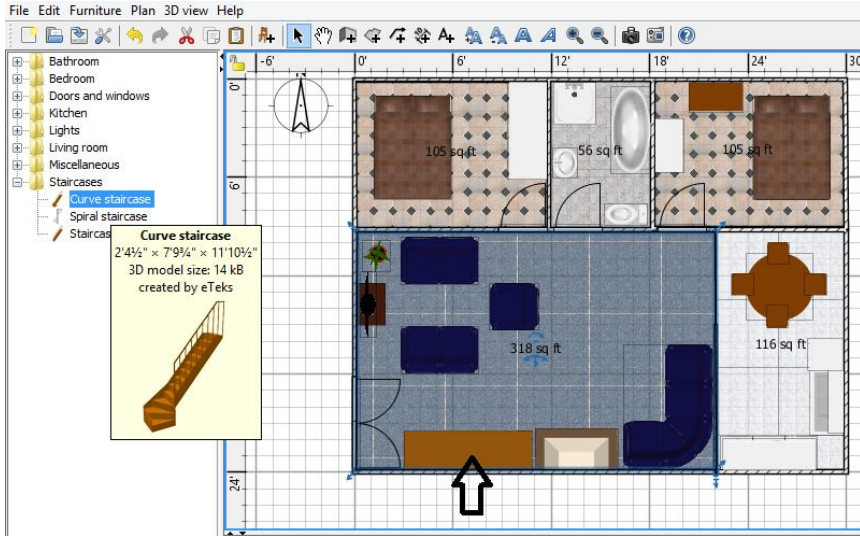 File Edit Furniture Plan 3D view Help
Bathroom
Bedroom
Doors and windows
Kitchen
Lights
Living room
Miscellaneous
Staircases
Curve staircase
Spiral staircase
Staircas
Curve staircase
2'4½" × 7'9¼" × 11'10½"
3D model size: 14 kB
created by eTeks
-6' 0' 6' 12' 18' 24' 30
0'
6'
24'
105 sq ft
56 sq ft
105 sq ft
318 sq ft
116 sq ft